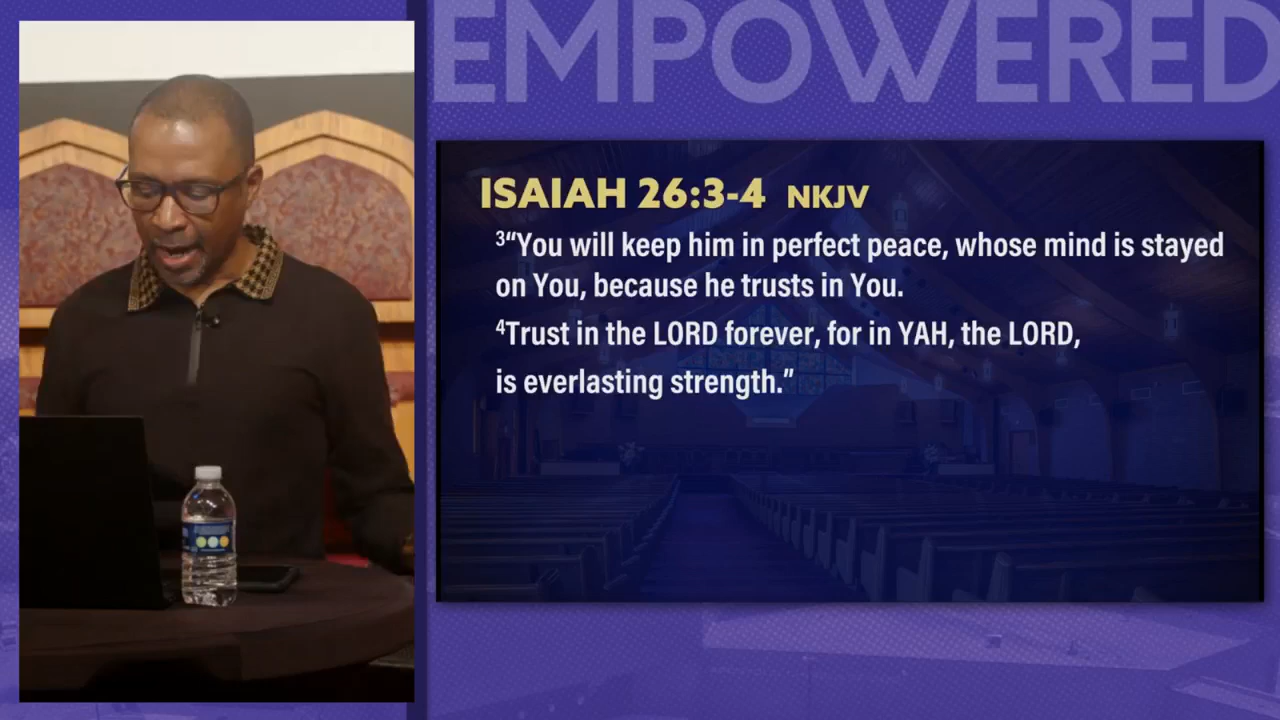 EMPOWERED
ISAIAH 26:3-4 NKJV
3“You will keep him in perfect peace, whose mind is stayed
on You, because he trusts in You.
4Trust in the LORD forever, for in YAH, the LORD,
is everlasting strength.”